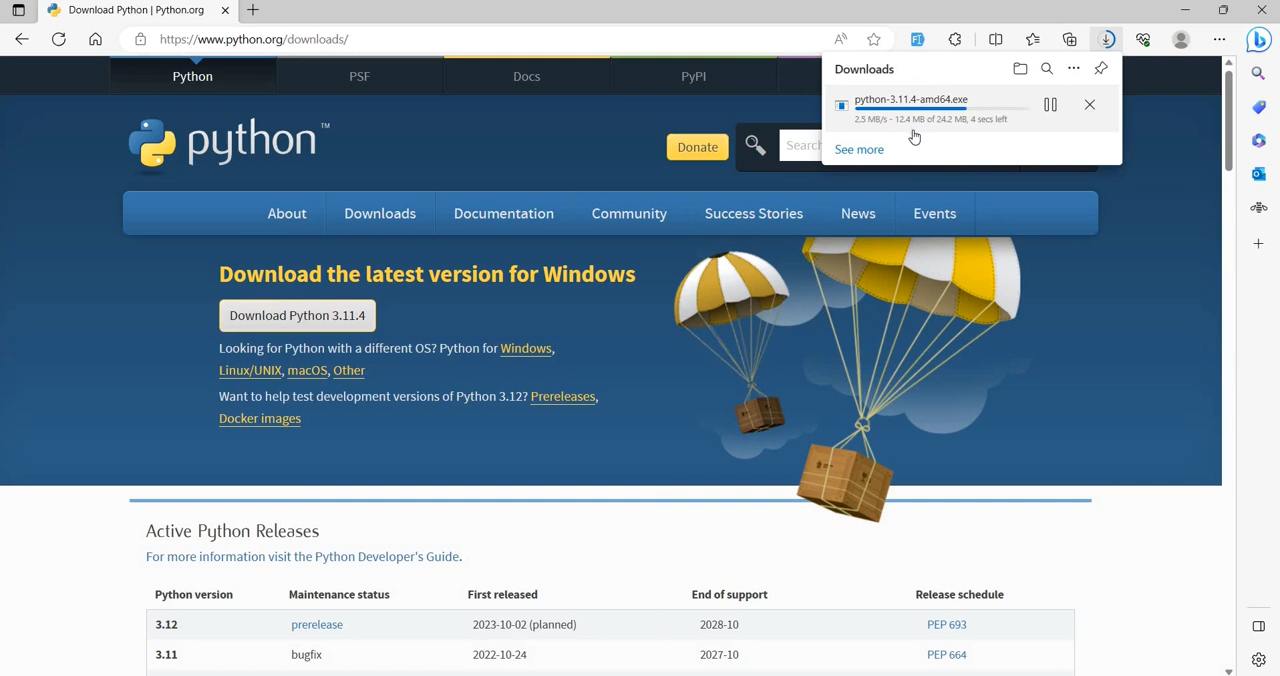 Download Python | Python.org
https://www.python.org/downloads/
Python
PSF
Docs
PyPI
Downloads
python-3.11.4-amd64.exe
2.5 MB/s - 12.4 MB of 24.2 MB, 4 secs left
See more
python™
Donate
Search
About
Downloads
Documentation
Community
Success Stories
News
Events
Download the latest version for Windows
Download Python 3.11.4
Looking for Python with a different OS? Python for Windows,
Linux/UNIX, macOS, Other
Want to help test development versions of Python 3.12? Prereleases,
Docker images
Active Python Releases
For more information visit the Python Developer's Guide.
Python version Maintenance status First released End of support Release schedule
3.12 prerelease 2023-10-02 (planned) 2028-10 PEP 693
3.11 bugfix 2022-10-24 2027-10 PEP 664